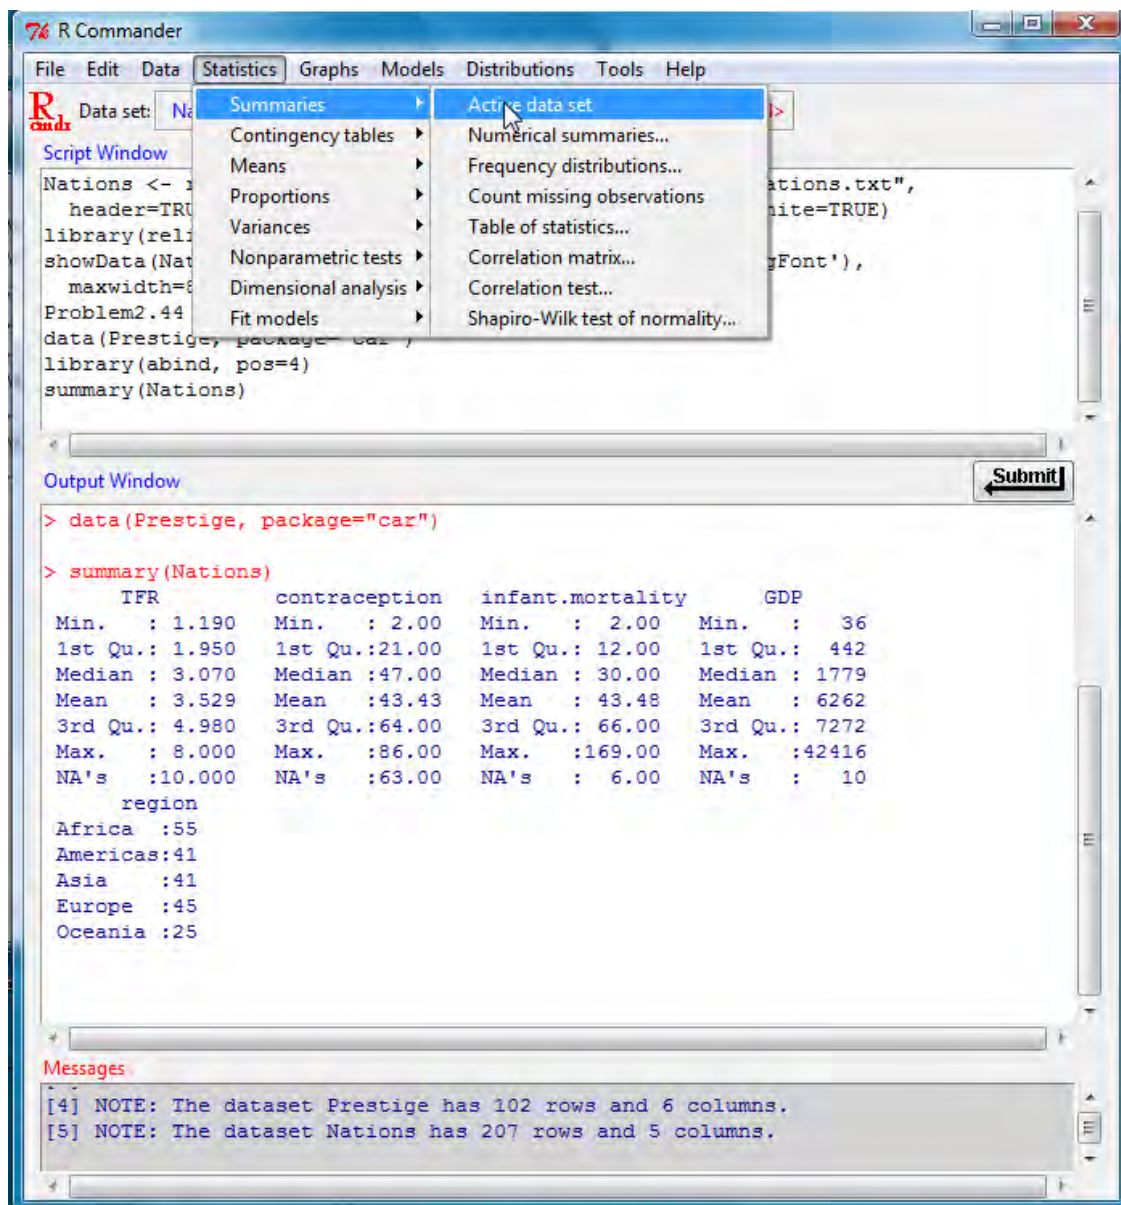 R Commander
File Edit Data Statistics Graphs Models Distributions Tools Help
Rcmdr Data set: Na
Summaries Active data set
Contingency tables Numerical summaries...
Means Frequency distributions...
Proportions Count missing observations
Variances Table of statistics...
Nonparametric tests Correlation matrix...
Dimensional analysis Correlation test...
Fit models Shapiro-Wilk test of normality...
Script Window
Nations <- ations.txt",
header=TRU ite=TRUE)
library(reli
showData(Nat gFont'),
maxwidth=
Problem2.44
data(Prestige, package="car")
library(abind, pos=4)
summary(Nations)
Output Window Submit
> data(Prestige, package="car")
> summary(Nations)
TFR contraception infant.mortality GDP
Min. : 1.190 Min. : 2.00 Min. : 2.00 Min. : 36
1st Qu.: 1.950 1st Qu.:21.00 1st Qu.: 12.00 1st Qu.: 442
Median : 3.070 Median :47.00 Median : 30.00 Median : 1779
Mean : 3.529 Mean :43.43 Mean : 43.48 Mean : 6262
3rd Qu.: 4.980 3rd Qu.:64.00 3rd Qu.: 66.00 3rd Qu.: 7272
Max. : 8.000 Max. :86.00 Max. :169.00 Max. :42416
NA's :10.000 NA's :63.00 NA's : 6.00 NA's : 10
region
Africa :55
Americas:41
Asia :41
Europe :45
Oceania :25
Messages
[4] NOTE: The dataset Prestige has 102 rows and 6 columns.
[5] NOTE: The dataset Nations has 207 rows and 5 columns.